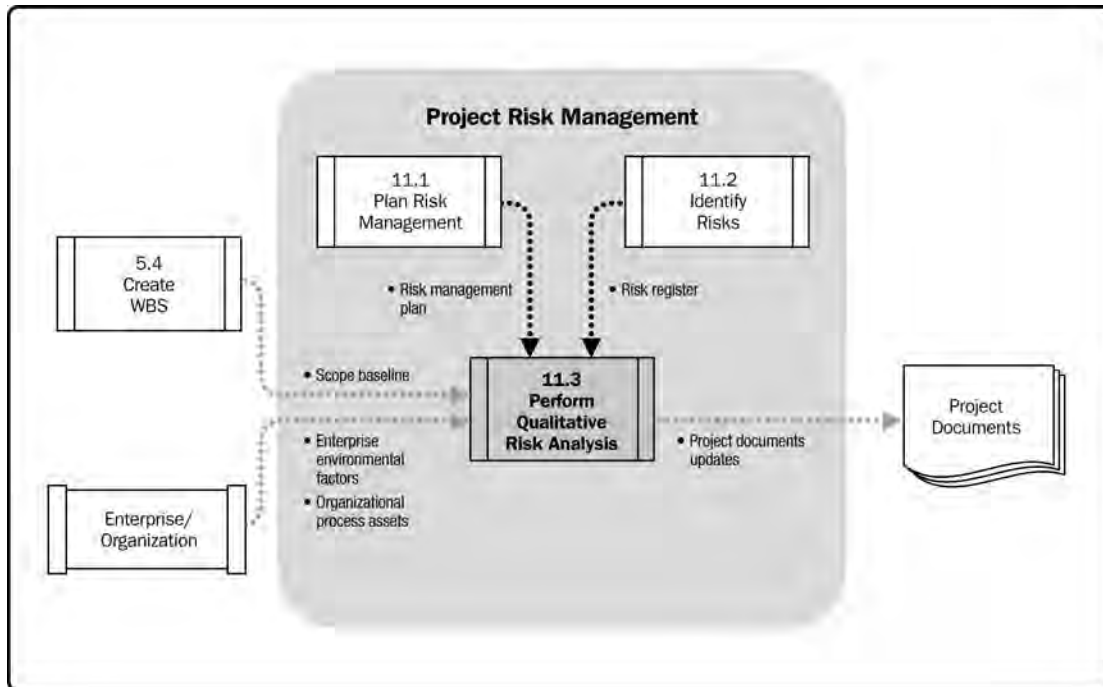 Project Risk Management
11.1
Plan Risk
Management
11.2
Identify
Risks
5.4
Create
WBS
• Risk management
plan
• Risk register
• Scope baseline
11.3
Perform
Qualitative
Risk Analysis
• Enterprise
environmental
factors
• Organizational
process assets
• Project documents
updates
Project
Documents
Enterprise/
Organization